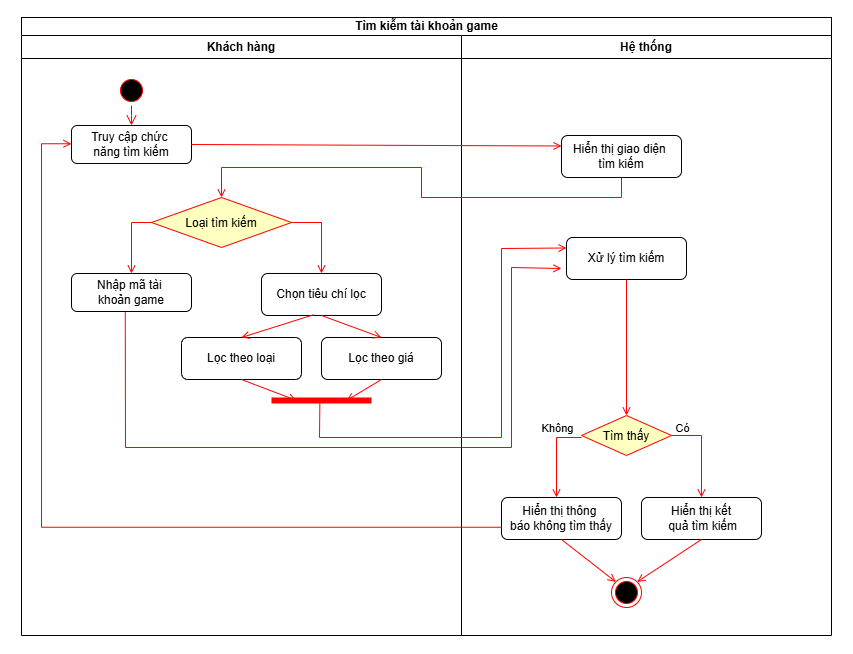 Tìm kiếm tài khoản game
Khách hàng
Hệ thống
Truy cập chức
năng tìm kiếm
Hiển thị giao diện
tìm kiếm
Loại tìm kiếm
Xử lý tìm kiếm
Nhập mã tài
khoản game
Chọn tiêu chí lọc
Lọc theo loại
Lọc theo giá
Không
Tìm thấy
Có
Hiển thị thông
báo không tìm thấy
Hiển thị kết
quả tìm kiếm